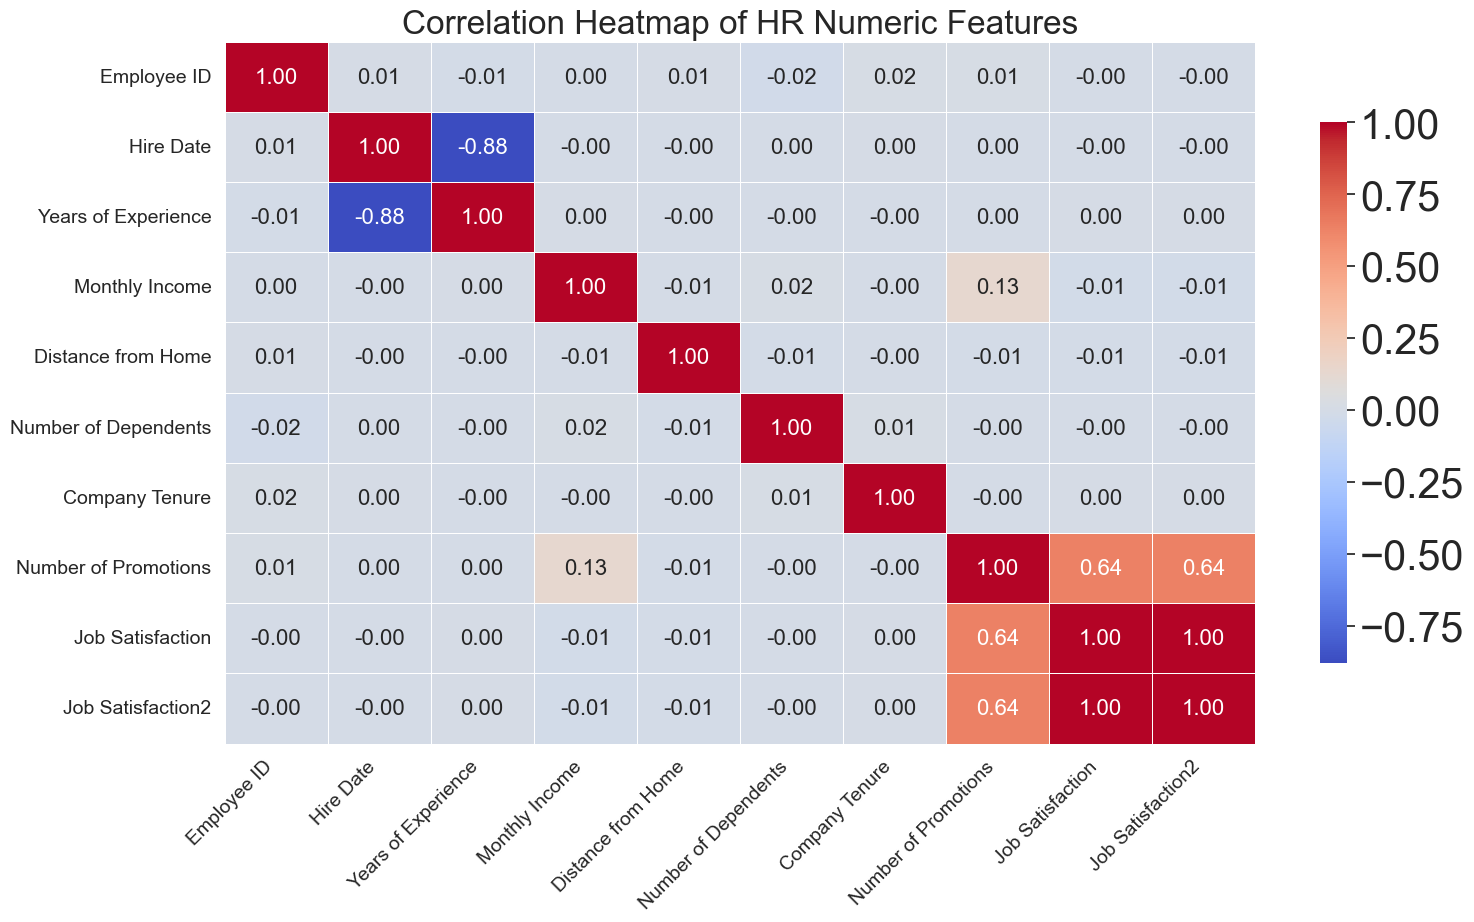 Correlation Heatmap of HR Numeric Features
Employee ID 1.00 0.01 -0.01 0.00 0.01 -0.02 0.02 0.01 -0.00 -0.00
Hire Date 0.01 1.00 -0.88 -0.00 -0.00 0.00 0.00 0.00 -0.00 -0.00
Years of Experience -0.01 -0.88 1.00 0.00 -0.00 -0.00 -0.00 0.00 0.00 0.00
Monthly Income 0.00 -0.00 0.00 1.00 -0.01 0.02 -0.00 0.13 -0.01 -0.01
Distance from Home 0.01 -0.00 -0.00 -0.01 1.00 -0.01 -0.00 -0.01 -0.01 -0.01
Number of Dependents -0.02 0.00 -0.00 0.02 -0.01 1.00 0.01 -0.00 -0.00 -0.00
Company Tenure 0.02 0.00 -0.00 -0.00 -0.00 0.01 1.00 -0.00 0.00 0.00
Number of Promotions 0.01 0.00 0.00 0.13 -0.01 -0.00 -0.00 1.00 0.64 0.64
Job Satisfaction -0.00 -0.00 0.00 -0.01 -0.01 -0.00 0.00 0.64 1.00 1.00
Job Satisfaction2 -0.00 -0.00 0.00 -0.01 -0.01 -0.00 0.00 0.64 1.00 1.00
Employee ID
Hire Date
Years of Experience
Monthly Income
Distance from Home
Number of Dependents
Company Tenure
Number of Promotions
Job Satisfaction
Job Satisfaction2
1.00
0.75
0.50
0.25
0.00
−0.25
−0.50
−0.75